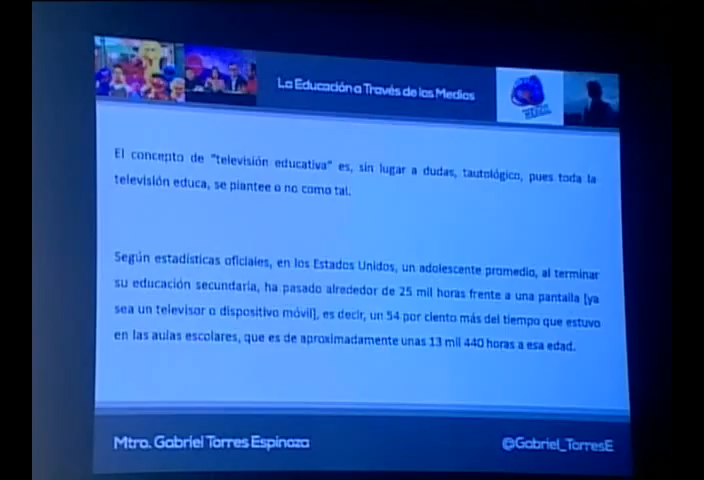 La Educación a Través de los Medios
El concepto de "televisión educativa" es, sin lugar a dudas, tautológico, pues toda la
televisión educa, se plantee o no como tal.
Según estadísticas oficiales, en los Estados Unidos, un adolescente promedio, al terminar
su educación secundaria, ha pasado alrededor de 25 mil horas frente a una pantalla [ya
sea un televisor o dispositivo móvil], es decir, un 54 por ciento más del tiempo que estuvo
en las aulas escolares, que es de aproximadamente unas 13 mil 440 horas a esa edad.
Mtro. Gabriel Torres Espinoza
@Gabriel_TorresE